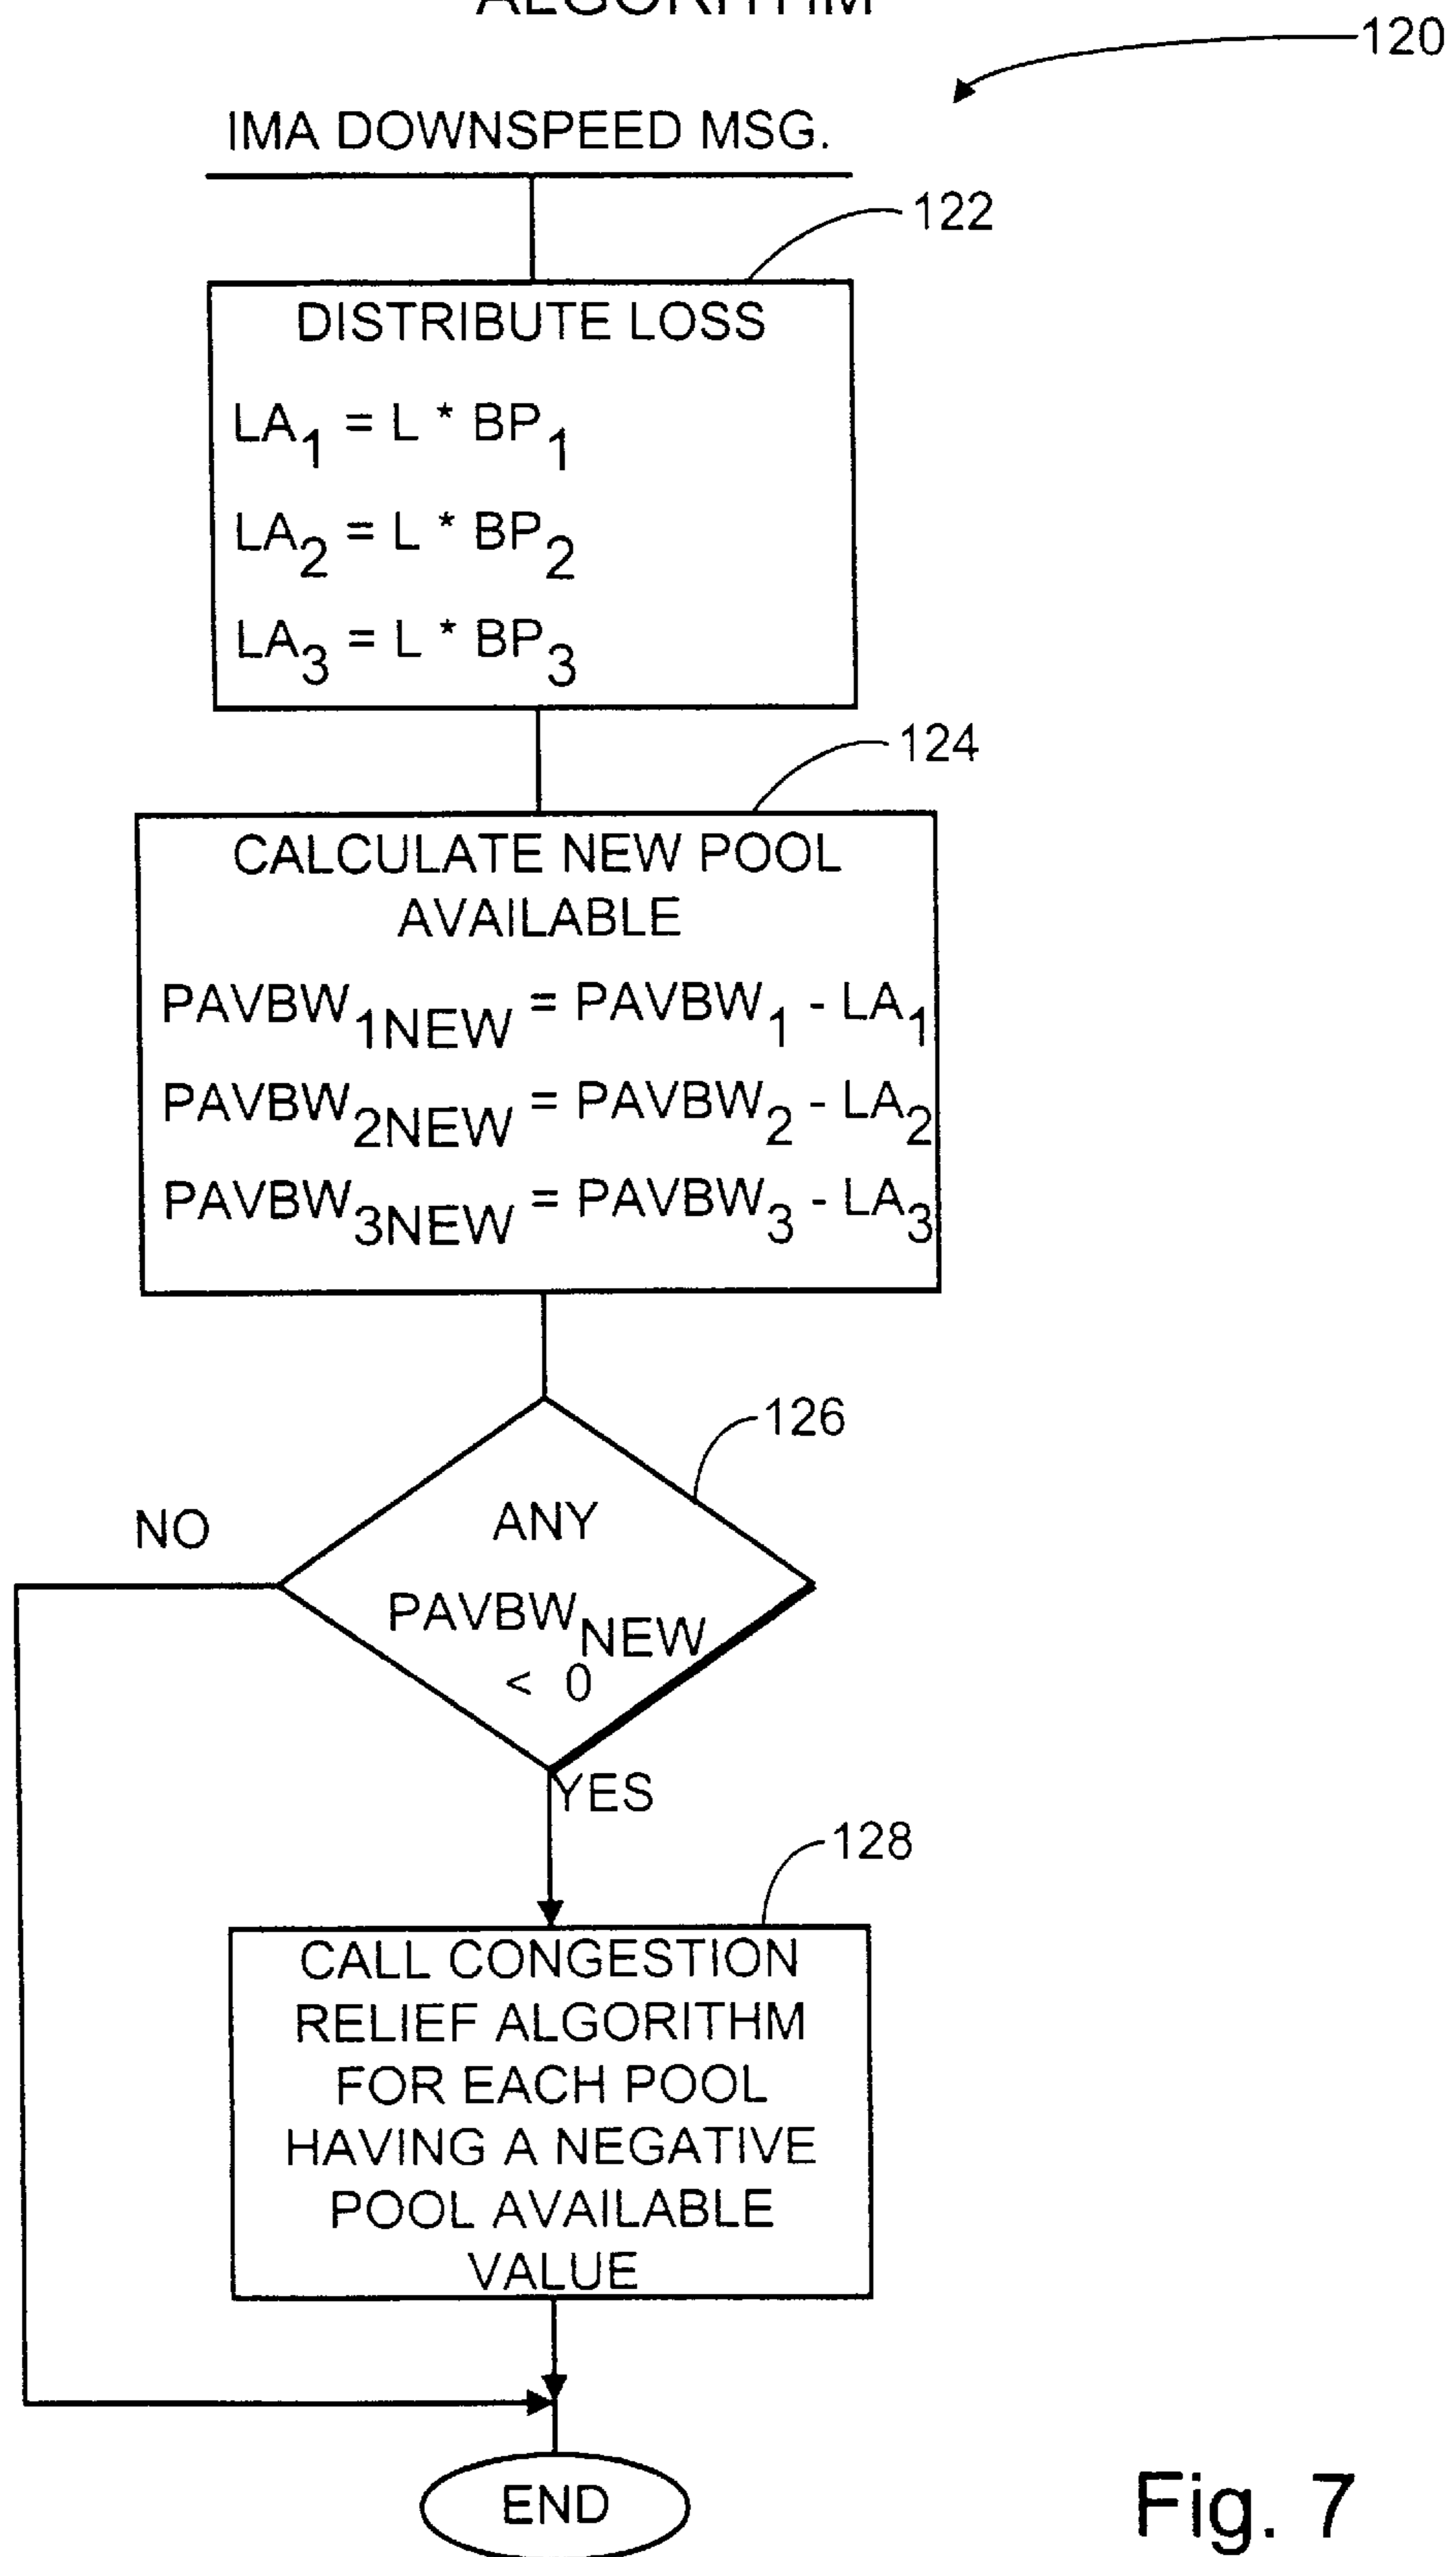 ALGORITHM
120
IMA DOWNSPEED MSG.
122
DISTRIBUTE LOSS
LA1 = L * BP1
LA2 = L * BP2
LA3 = L * BP3
124
CALCULATE NEW POOL
AVAILABLE
PAVBW1NEW = PAVBW1 - LA1
PAVBW2NEW = PAVBW2 - LA2
PAVBW3NEW = PAVBW3 - LA3
126
NO
ANY
PAVBWNEW
< 0
YES
128
CALL CONGESTION
RELIEF ALGORITHM
FOR EACH POOL
HAVING A NEGATIVE
POOL AVAILABLE
VALUE
END
Fig. 7